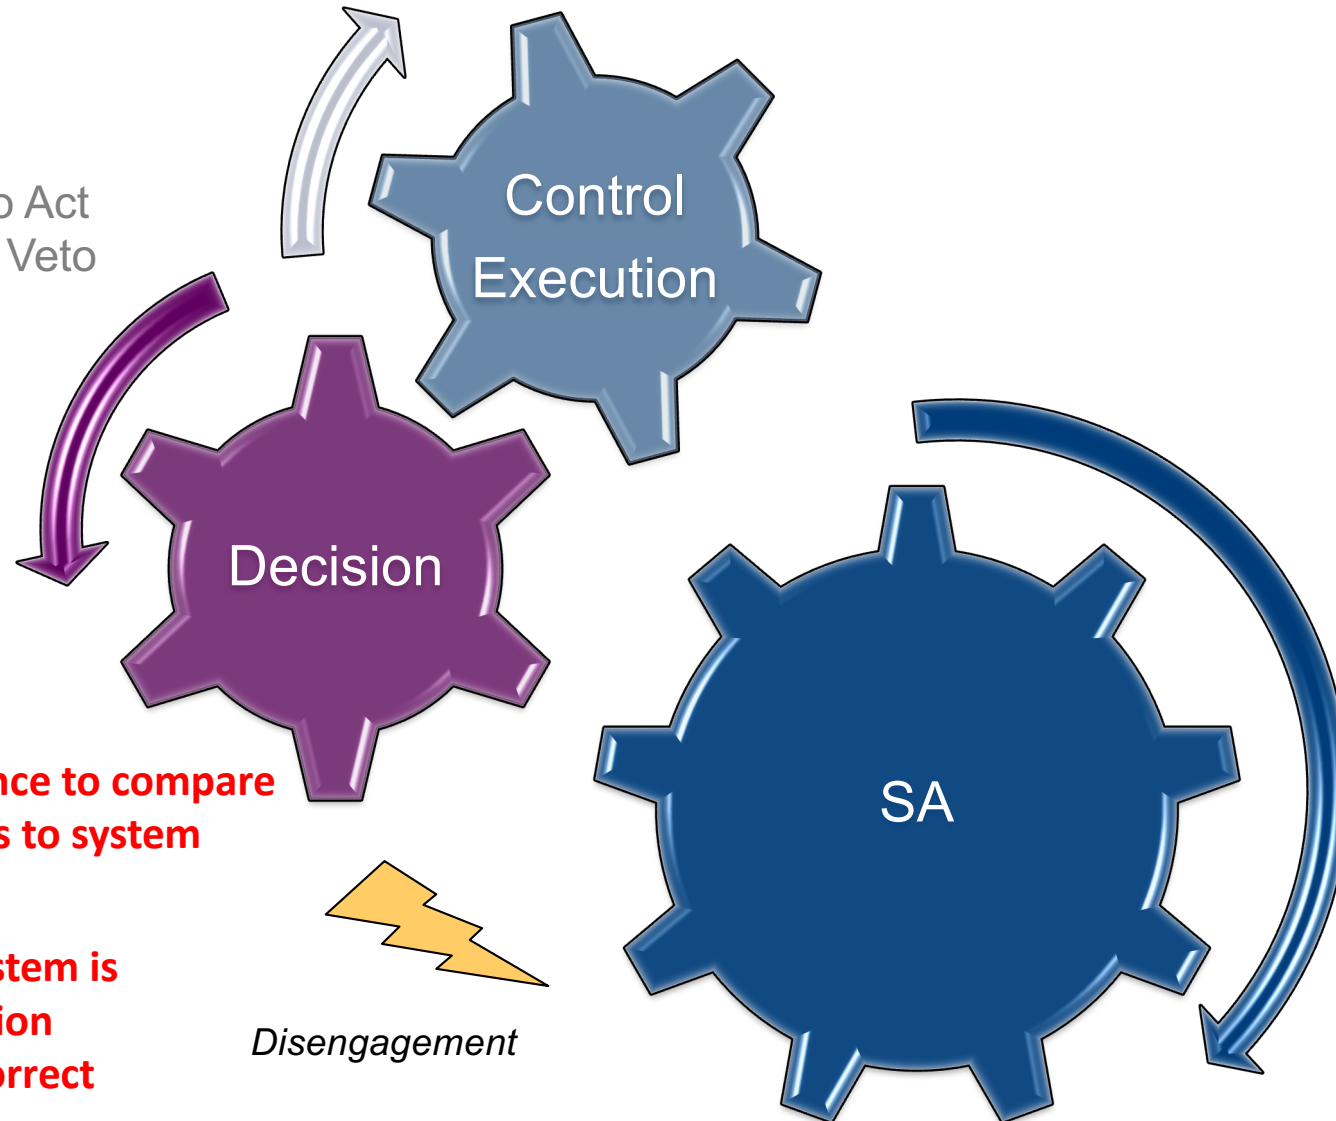 Control
Execution
o Act
Veto
Decision
nce to compare
s to system
SA
stem is
ion
orrect
Disengagement